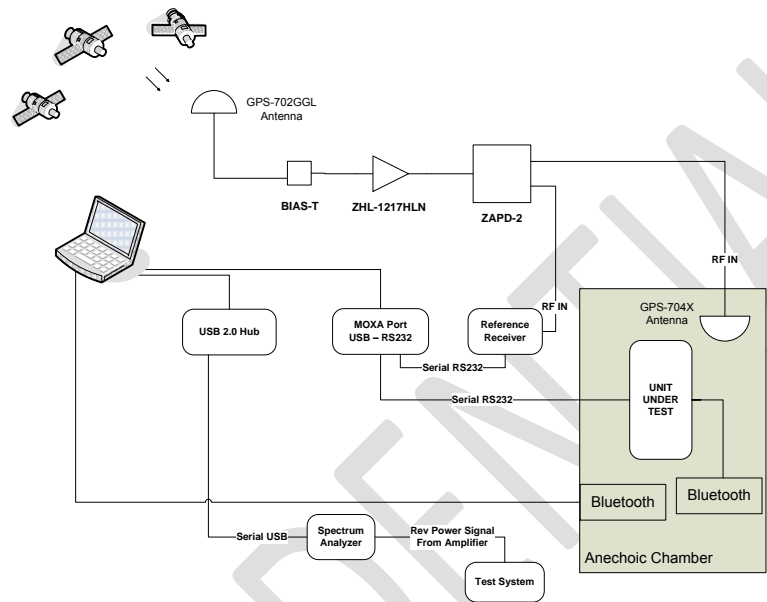 GPS-702GGL
Antenna
BIAS-T
ZHL-1217HLN
ZAPD-2
RF IN
RF IN
GPS-704X
Antenna
USB 2.0 Hub
MOXA Port
USB – RS232
Reference
Receiver
Serial RS232
Serial RS232
UNIT
UNDER
TEST
Bluetooth
Bluetooth
Serial USB
Spectrum
Analyzer
Rev Power Signal
From Amplifier
Test System
Anechoic Chamber